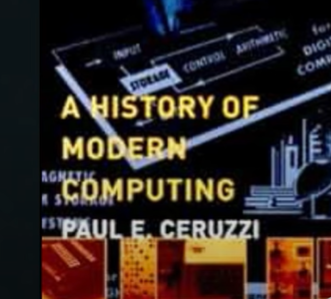 for
INPUT
CONTROL ARITHMETIC
STORAGE
A HISTORY OF
MODERN
COMPUTING
PAUL E. CERUZZI